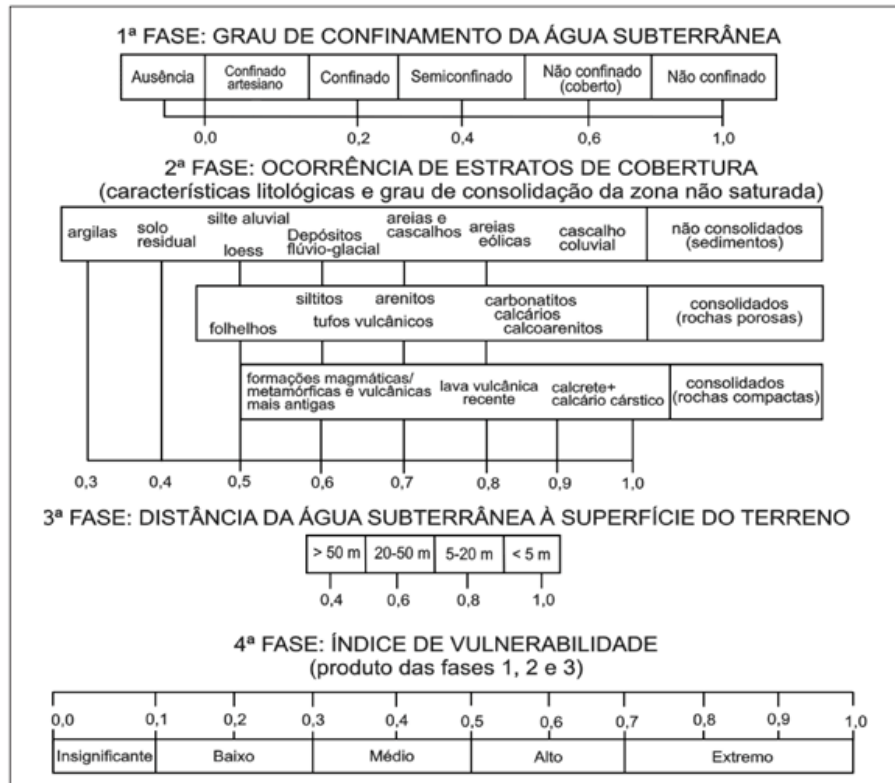 1ª FASE: GRAU DE CONFINAMENTO DA ÁGUA SUBTERRÂNEA
Ausência
Confinado
artesiano
Confinado
Semiconfinado
Não confinado
(coberto)
Não confinado
0,0 0,2 0,4 0,6 1,0
2ª FASE: OCORRÊNCIA DE ESTRATOS DE COBERTURA
(características litológicas e grau de consolidação da zona não saturada)
argilas
solo
residual
silte aluvial
loess
Depósitos
flúvio-glacial
areias e
cascalhos
areias
eólicas
cascalho
coluvial
não consolidados
(sedimentos)
folhelhos
siltitos
tufos vulcânicos
arenitos
carbonatitos
calcários
calcoarenitos
consolidados
(rochas porosas)
formações magmáticas/
metamórficas e vulcânicas
mais antigas
lava vulcânica
recente
calcrete+
calcário cárstico
consolidados
(rochas compactas)
0,3 0,4 0,5 0,6 0,7 0,8 0,9 1,0
3ª FASE: DISTÂNCIA DA ÁGUA SUBTERRÂNEA À SUPERFÍCIE DO TERRENO
> 50 m 20-50 m 5-20 m < 5 m
0,4 0,6 0,8 1,0
4ª FASE: ÍNDICE DE VULNERABILIDADE
(produto das fases 1, 2 e 3)
0,0 0,1 0,2 0,3 0,4 0,5 0,6 0,7 0,8 0,9 1,0
Insignificante Baixo Médio Alto Extremo